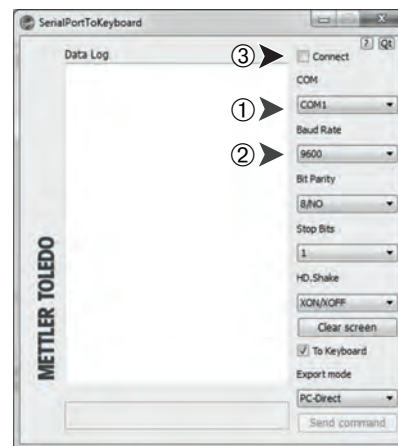 SerialPortToKeyboard
? Qt
Data Log
③ Connect
COM
① COM1
Baud Rate
② 9600
Bit Parity
8/NO
Stop Bits
1
HD.Shake
XON/XOFF
Clear screen
To Keyboard
Export mode
PC-Direct
Send command
METTLER TOLEDO